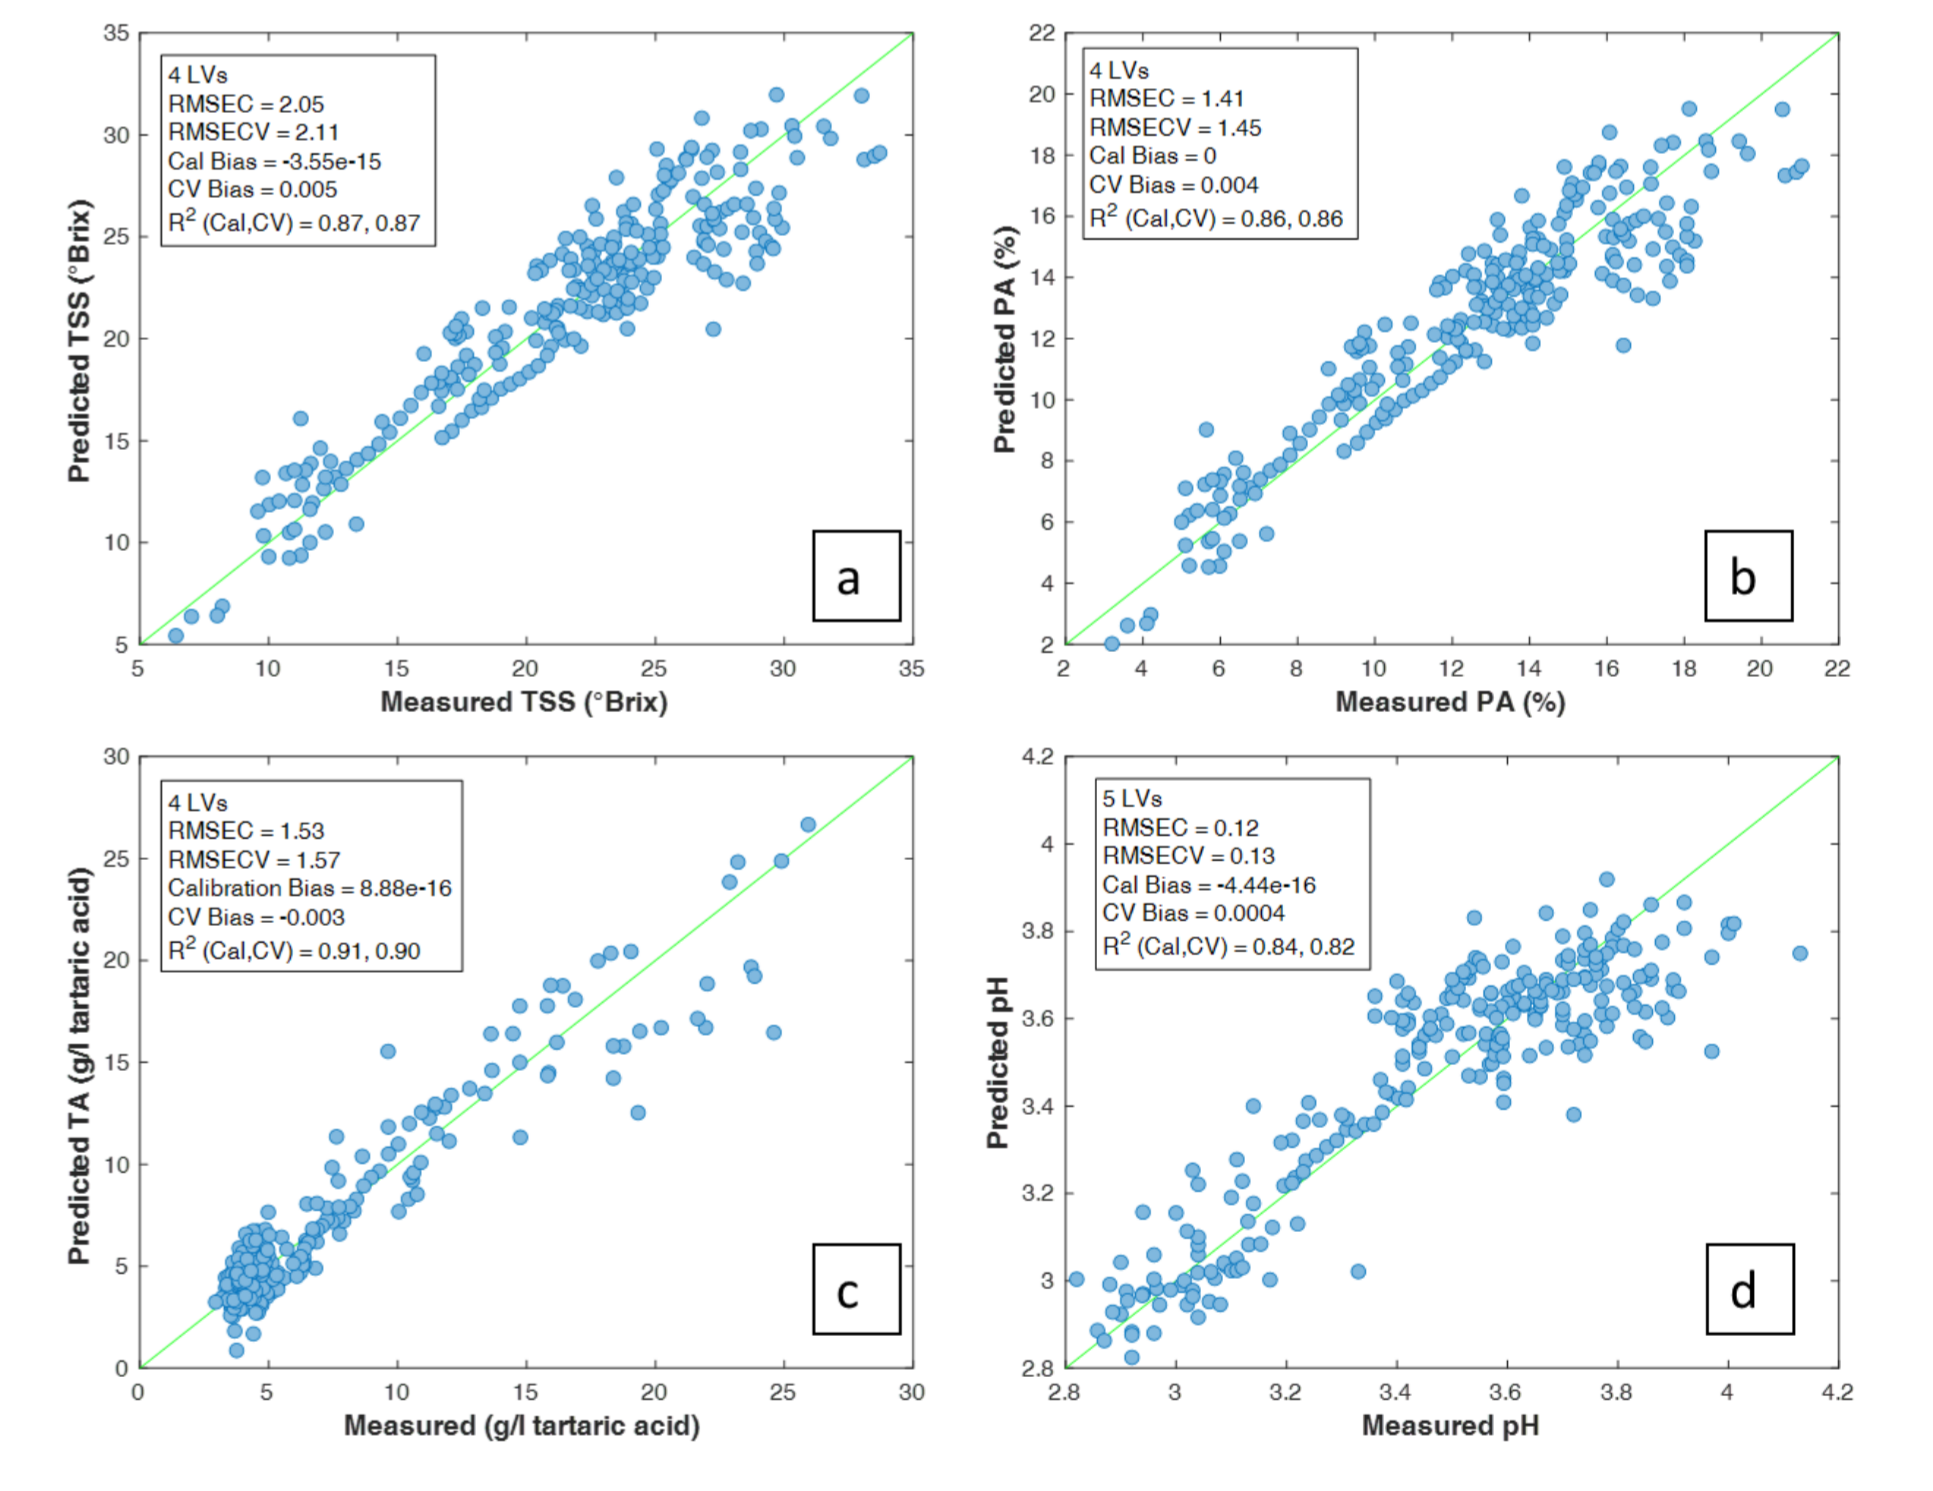 35
30
25
20
15
10
5
Predicted TSS (°Brix)
4 LVs
RMSEC = 2.05
RMSECV = 2.11
Cal Bias = -3.55e-15
CV Bias = 0.005
R² (Cal,CV) = 0.87, 0.87
a
5 10 15 20 25 30 35
Measured TSS (°Brix)
22
20
18
16
14
12
10
8
6
4
2
Predicted PA (%)
4 LVs
RMSEC = 1.41
RMSECV = 1.45
Cal Bias = 0
CV Bias = 0.004
R² (Cal,CV) = 0.86, 0.86
b
2 4 6 8 10 12 14 16 18 20 22
Measured PA (%)
30
25
20
15
10
5
0
Predicted TA (g/l tartaric acid)
4 LVs
RMSEC = 1.53
RMSECV = 1.57
Calibration Bias = 8.88e-16
CV Bias = -0.003
R² (Cal,CV) = 0.91, 0.90
c
0 5 10 15 20 25 30
Measured (g/l tartaric acid)
4.2
4
3.8
3.6
3.4
3.2
3
2.8
Predicted pH
5 LVs
RMSEC = 0.12
RMSECV = 0.13
Cal Bias = -4.44e-16
CV Bias = 0.0004
R² (Cal,CV) = 0.84, 0.82
d
2.8 3 3.2 3.4 3.6 3.8 4 4.2
Measured pH